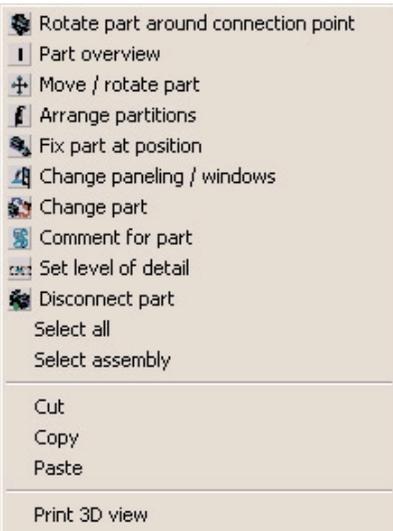 Rotate part around connection point
Part overview
Move / rotate part
Arrange partitions
Fix part at position
Change paneling / windows
Change part
Comment for part
Set level of detail
Disconnect part
Select all
Select assembly
Cut
Copy
Paste
Print 3D view